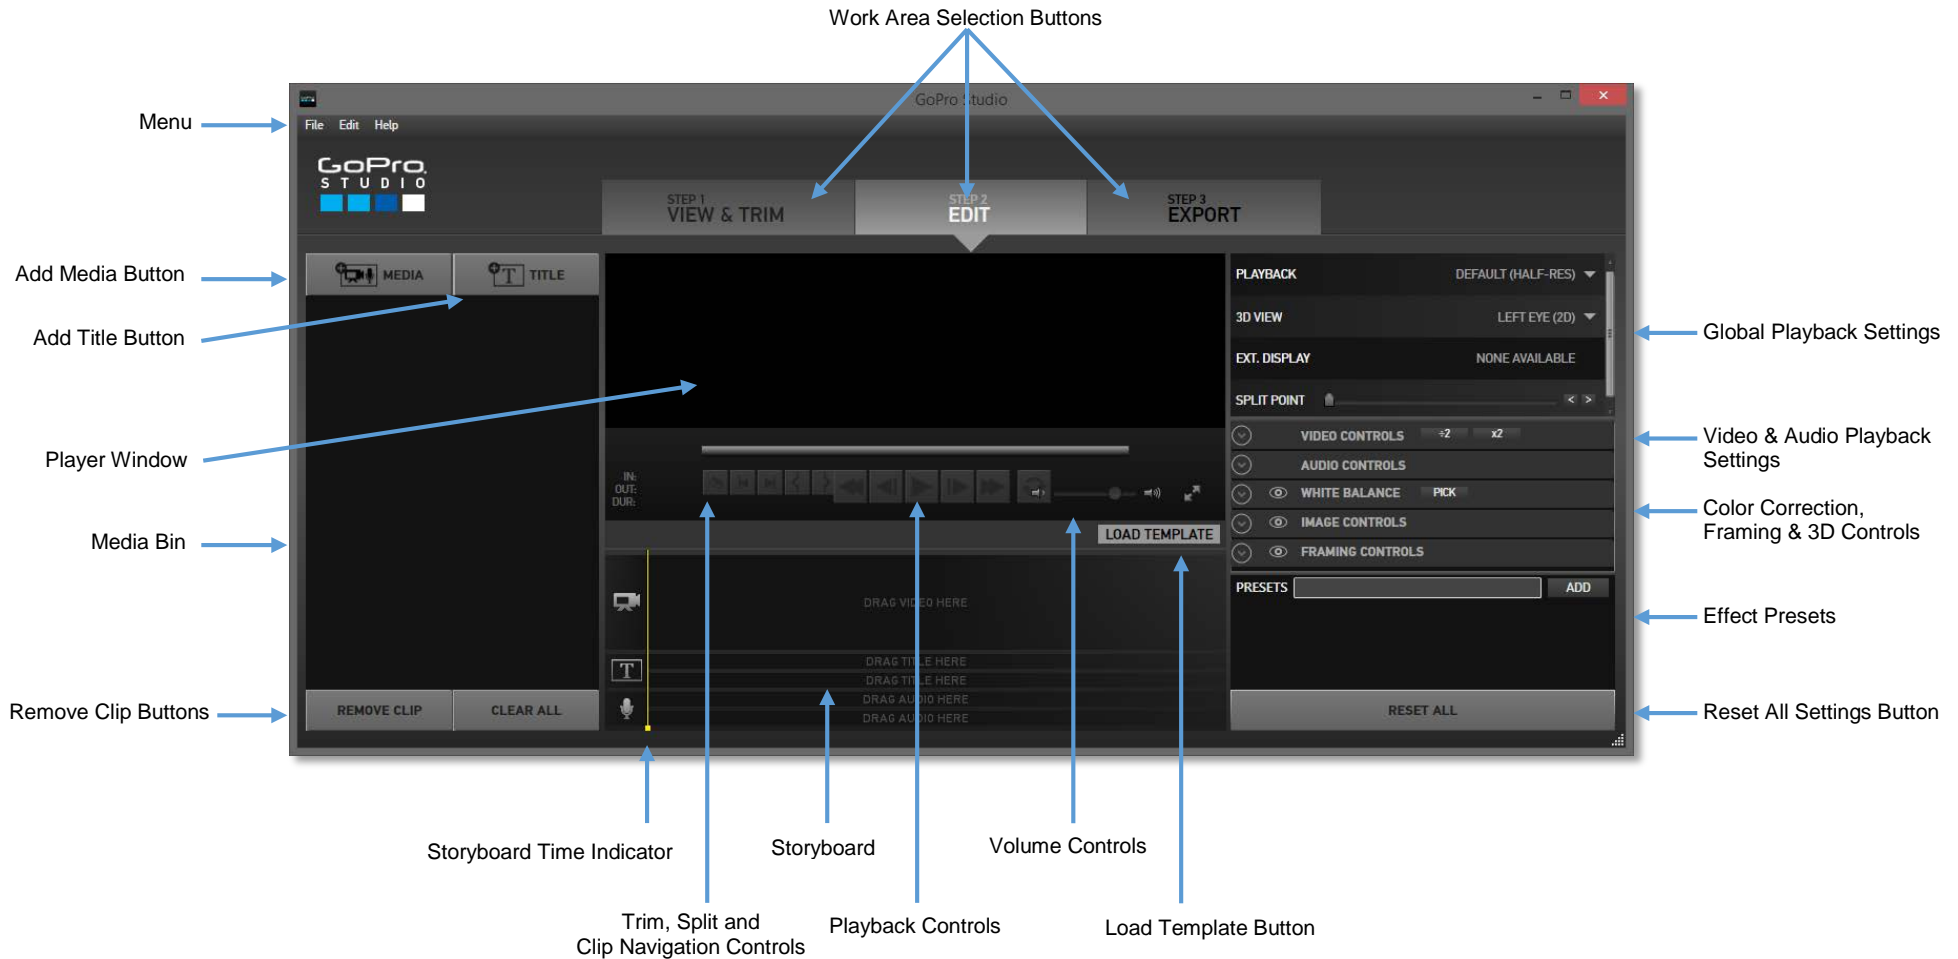 Work Area Selection Buttons
GoPro Studio
Menu
File Edit Help
GoPro
STUDIO
STEP 1
VIEW & TRIM
STEP 2
EDIT
STEP 3
EXPORT
Add Media Button
MEDIA
TITLE
Add Title Button
Player Window
Media Bin
Remove Clip Buttons
REMOVE CLIP
CLEAR ALL
IN:
OUT:
DUR:
LOAD TEMPLATE
DRAG VIDEO HERE
T
DRAG TITLE HERE
DRAG TITLE HERE
DRAG AUDIO HERE
DRAG AUDIO HERE
PLAYBACK DEFAULT (HALF-RES)
3D VIEW LEFT EYE (2D)
EXT. DISPLAY NONE AVAILABLE
SPLIT POINT < >
VIDEO CONTROLS ÷2 x2
AUDIO CONTROLS
WHITE BALANCE PICK
IMAGE CONTROLS
FRAMING CONTROLS
PRESETS ADD
RESET ALL
Global Playback Settings
Video & Audio Playback
Settings
Color Correction,
Framing & 3D Controls
Effect Presets
Reset All Settings Button
Storyboard Time Indicator
Storyboard
Volume Controls
Trim, Split and
Clip Navigation Controls
Playback Controls
Load Template Button